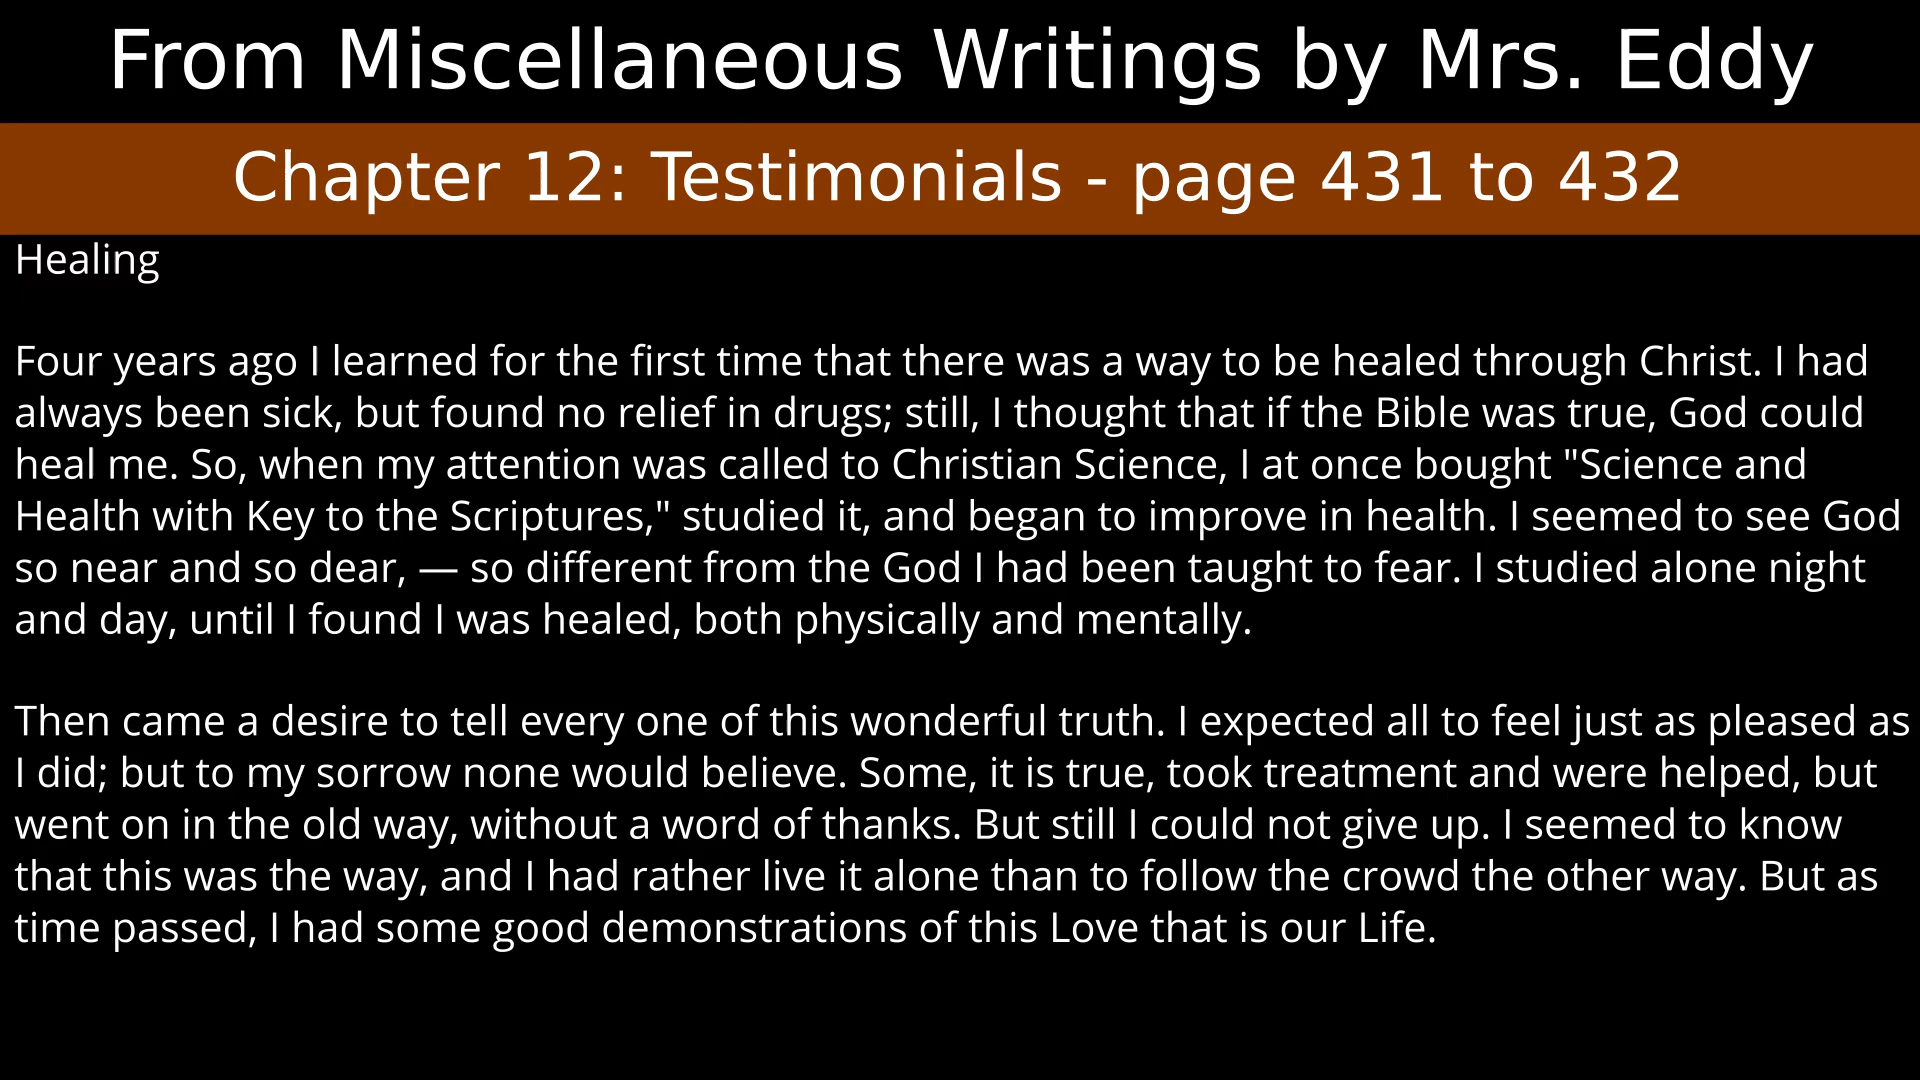 From Miscellaneous Writings by Mrs. Eddy
Chapter 12: Testimonials - page 431 to 432
Healing
Four years ago I learned for the first time that there was a way to be healed through Christ. I had
always been sick, but found no relief in drugs; still, I thought that if the Bible was true, God could
heal me. So, when my attention was called to Christian Science, I at once bought "Science and
Health with Key to the Scriptures," studied it, and began to improve in health. I seemed to see God
so near and so dear, — so different from the God I had been taught to fear. I studied alone night
and day, until I found I was healed, both physically and mentally.
Then came a desire to tell every one of this wonderful truth. I expected all to feel just as pleased as
I did; but to my sorrow none would believe. Some, it is true, took treatment and were helped, but
went on in the old way, without a word of thanks. But still I could not give up. I seemed to know
that this was the way, and I had rather live it alone than to follow the crowd the other way. But as
time passed, I had some good demonstrations of this Love that is our Life.